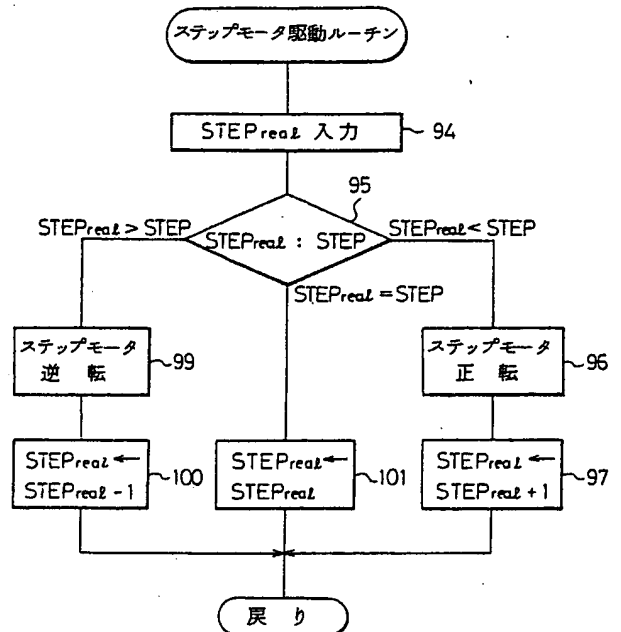 ステップモータ駆動ルーチン
STEPreal 入力
94
95
STEPreal > STEP
STEPreal : STEP
STEPreal < STEP
STEPreal = STEP
ステップモータ
逆 転
99
ステップモータ
正 転
96
STEPreal ←
STEPreal - 1
100
STEPreal ←
STEPreal
101
STEPreal ←
STEPreal + 1
97
戻 り